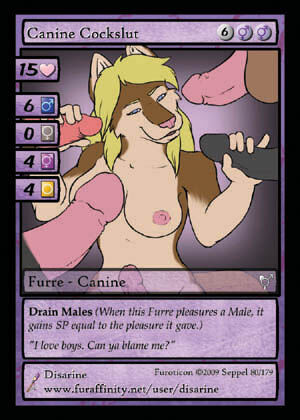 Canine Cockslut 6
15
6
0
4
4
Furre - Canine
Drain Males (When this Furre pleasures a Male, it
gains SP equal to the pleasure it gave.)
"I love boys. Can ya blame me?"
Disarine Furoticon ©2009 Seppel 80/179
www.furaffinity.net/user/disarine